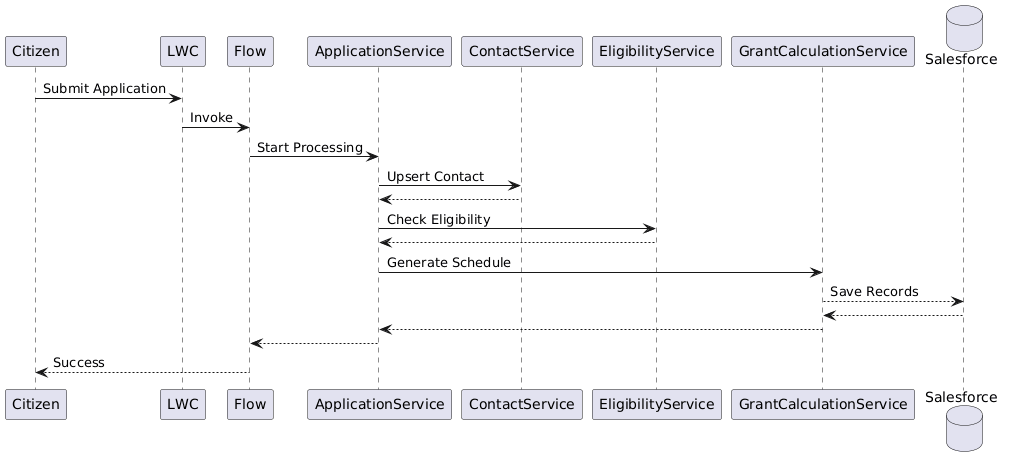 Citizen LWC Flow ApplicationService ContactService EligibilityService GrantCalculationService Salesforce
Submit Application
Invoke
Start Processing
Upsert Contact
Check Eligibility
Generate Schedule
Save Records
Success
Citizen LWC Flow ApplicationService ContactService EligibilityService GrantCalculationService Salesforce